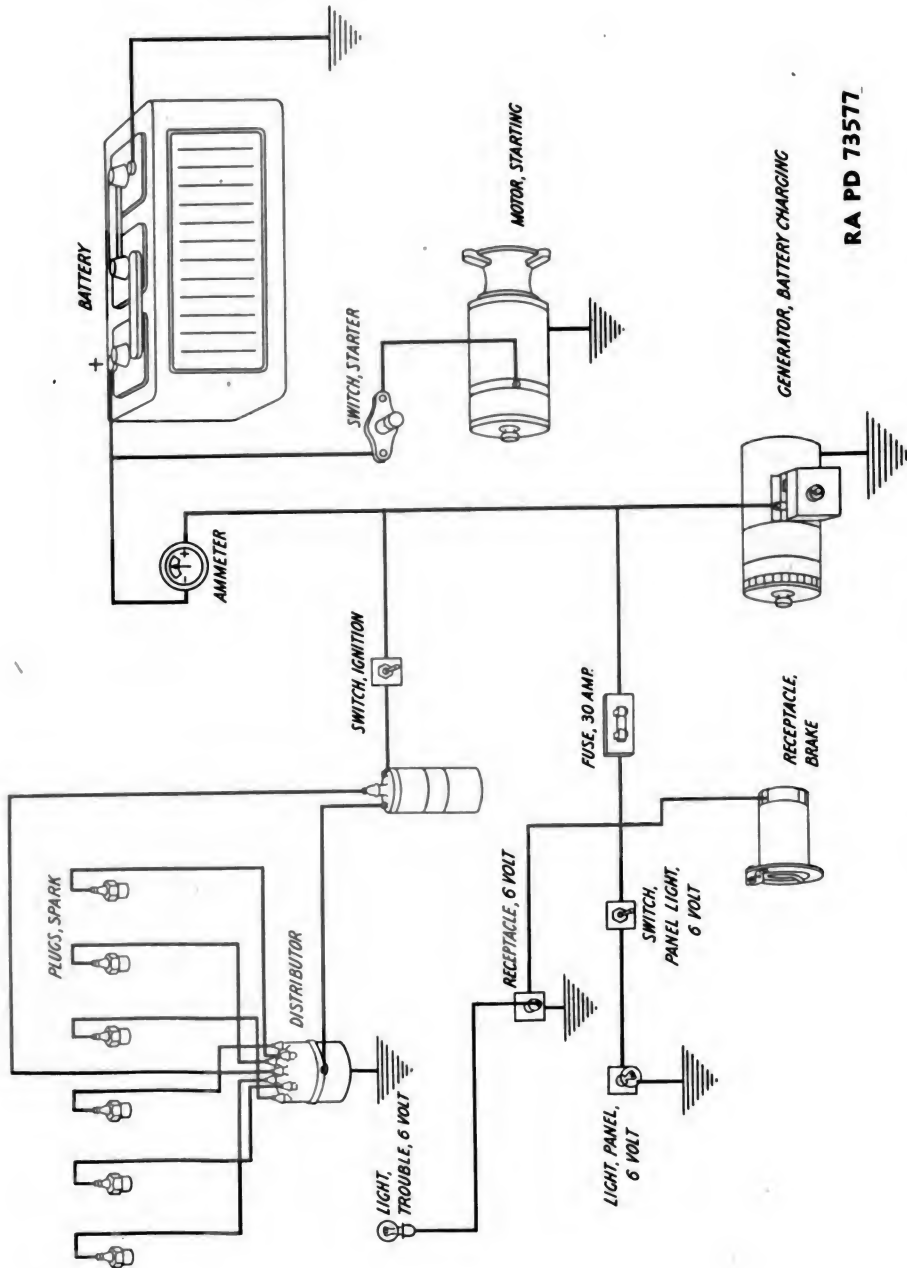 BATTERY
+
SWITCH, STARTER
MOTOR, STARTING
- +
AMMETER
GENERATOR, BATTERY CHARGING
SWITCH, IGNITION
FUSE, 30 AMP.
RECEPTACLE,
BRAKE
PLUGS, SPARK
DISTRIBUTOR
RECEPTACLE, 6 VOLT
SWITCH,
PANEL LIGHT,
6 VOLT
LIGHT,
TROUBLE, 6 VOLT
LIGHT, PANEL,
6 VOLT
RA PD 73577